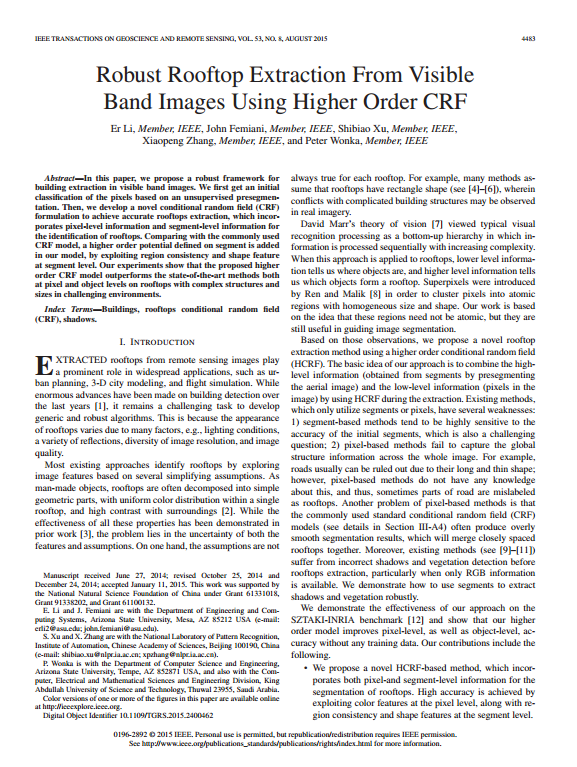 IEEE TRANSACTIONS ON GEOSCIENCE AND REMOTE SENSING, VOL. 53, NO. 8, AUGUST 2015 4483
Robust Rooftop Extraction From Visible
Band Images Using Higher Order CRF
Er Li, Member, IEEE, John Femiani, Member, IEEE, Shibiao Xu, Member, IEEE,
Xiaopeng Zhang, Member, IEEE, and Peter Wonka, Member, IEEE
Abstract—In this paper, we propose a robust framework for
building extraction in visible band images. We first get an initial
classification of the pixels based on an unsupervised presegmen-
tation. Then, we develop a novel conditional random field (CRF)
formulation to achieve accurate rooftops extraction, which incor-
porates pixel-level information and segment-level information for
the identification of rooftops. Comparing with the commonly used
CRF model, a higher order potential defined on segment is added
in our model, by exploiting region consistency and shape feature
at segment level. Our experiments show that the proposed higher
order CRF model outperforms the state-of-the-art methods both
at pixel and object levels on rooftops with complex structures and
sizes in challenging environments.
Index Terms—Buildings, rooftops conditional random field
(CRF), shadows.
I. INTRODUCTION
EXTRACTED rooftops from remote sensing images play
a prominent role in widespread applications, such as ur-
ban planning, 3-D city modeling, and flight simulation. While
enormous advances have been made on building detection over
the last years [1], it remains a challenging task to develop
generic and robust algorithms. This is because the appearance
of rooftops varies due to many factors, e.g., lighting conditions,
a variety of reflections, diversity of image resolution, and image
quality.
Most existing approaches identify rooftops by exploring
image features based on several simplifying assumptions. As
man-made objects, rooftops are often decomposed into simple
geometric parts, with uniform color distribution within a single
rooftop, and high contrast with surroundings [2]. While the
effectiveness of all these properties has been demonstrated in
prior work [3], the problem lies in the uncertainty of both the
features and assumptions. On one hand, the assumptions are not
Manuscript received June 27, 2014; revised October 25, 2014 and
December 24, 2014; accepted January 11, 2015. This work was supported by
the National Natural Science Foundation of China under Grant 61331018,
Grant 91338202, and Grant 61100132.
E. Li and J. Femiani are with the Department of Engineering and Com-
puting Systems, Arizona State University, Mesa, AZ 85212 USA (e-mail:
erli2@asu.edu; john.femiani@asu.edu).
S. Xu and X. Zhang are with the National Laboratory of Pattern Recognition,
Institute of Automation, Chinese Academy of Sciences, Beijing 100190, China
(e-mail: shibiao.xu@nlpr.ia.ac.cn; xpzhang@nlpr.ia.ac.cn).
P. Wonka is with the Department of Computer Science and Engineering,
Arizona State University, Tempe, AZ 852871 USA, and also with the Com-
puter, Electrical and Mathematical Sciences and Engineering Division, King
Abdullah University of Science and Technology, Thuwal 23955, Saudi Arabia.
Color versions of one or more of the figures in this paper are available online
at http://ieeexplore.ieee.org.
Digital Object Identifier 10.1109/TGRS.2015.2400462
always true for each rooftop. For example, many methods as-
sume that rooftops have rectangle shape (see [4]–[6]), wherein
conflicts with complicated building structures may be observed
in real imagery.
David Marr's theory of vision [7] viewed typical visual
recognition processing as a bottom-up hierarchy in which in-
formation is processed sequentially with increasing complexity.
When this approach is applied to rooftops, lower level informa-
tion tells us where objects are, and higher level information tells
us which objects form a rooftop. Superpixels were introduced
by Ren and Malik [8] in order to cluster pixels into atomic
regions with homogeneous size and shape. Our work is based
on the idea that these regions need not be atomic, but they are
still useful in guiding image segmentation.
Based on those observations, we propose a novel rooftop
extraction method using a higher order conditional random field
(HCRF). The basic idea of our approach is to combine the high-
level information (obtained from segments by presegmenting
the aerial image) and the low-level information (pixels in the
image) by using HCRF during the extraction. Existing methods,
which only utilize segments or pixels, have several weaknesses:
1) segment-based methods tend to be highly sensitive to the
accuracy of the initial segments, which is also a challenging
question; 2) pixel-based methods fail to capture the global
structure information across the whole image. For example,
roads usually can be ruled out due to their long and thin shape;
however, pixel-based methods do not have any knowledge
about this, and thus, sometimes parts of road are mislabeled
as rooftops. Another problem of pixel-based methods is that
the commonly used standard conditional random field (CRF)
models (see details in Section III-A4) often produce overly
smooth segmentation results, which will merge closely spaced
rooftops together. Moreover, existing methods (see [9]–[11])
suffer from incorrect shadows and vegetation detection before
rooftops extraction, particularly when only RGB information
is available. We demonstrate how to use segments to extract
shadows and vegetation robustly.
We demonstrate the effectiveness of our approach on the
SZTAKI-INRIA benchmark [12] and show that our higher
order model improves pixel-level, as well as object-level, ac-
curacy without any training data. Our contributions include the
following.
• We propose a novel HCRF-based method, which incor-
porates both pixel-and segment-level information for the
segmentation of rooftops. High accuracy is achieved by
exploiting color features at the pixel level, along with re-
gion consistency and shape features at the segment level.
0196-2892 © 2015 IEEE. Personal use is permitted, but republication/redistribution requires IEEE permission.
See http://www.ieee.org/publications_standards/publications/rights/index.html for more information.